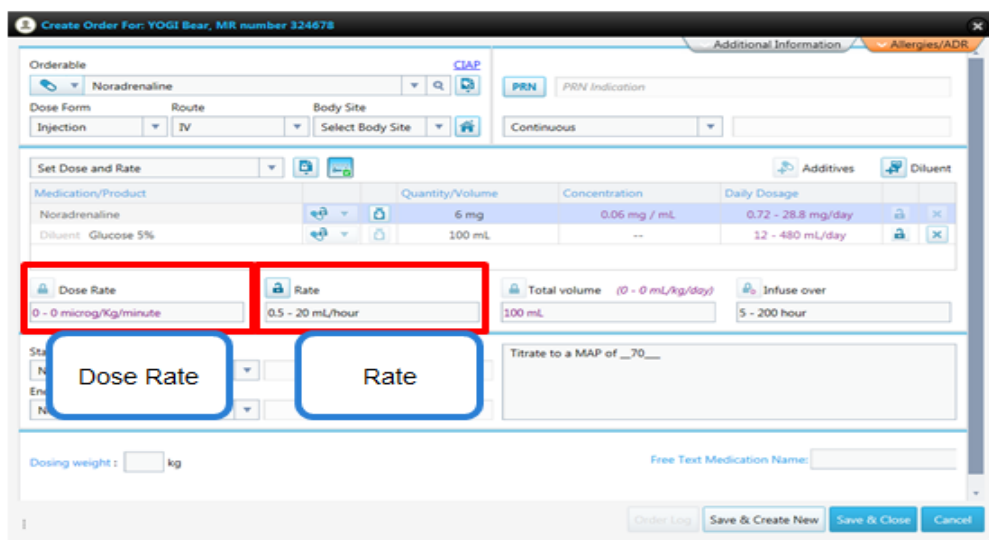 Create Order For: YOGI Bear, MR number 324678
Additional Information
Allergies/ADR
Orderable CIAP
Noradrenaline
PRN PRN Indication
Dose Form Route Body Site
Injection IV Select Body Site Continuous
Set Dose and Rate Additives Diluent
Medication/Product Quantity/Volume Concentration Daily Dosage
Noradrenaline 6 mg 0.06 mg / mL 0.72 - 28.8 mg/day
Diluent Glucose 5% 100 mL -- 12 - 480 mL/day
Dose Rate Rate Total volume (0 - 0 mL/kg/day) Infuse over
0 - 0 microg/Kg/minute 0.5 - 20 mL/hour 100 mL 5 - 200 hour
Titrate to a MAP of __70___
Dose Rate Rate
Dosing weight : kg Free Text Medication Name:
Order Log Save & Create New Save & Close Cancel